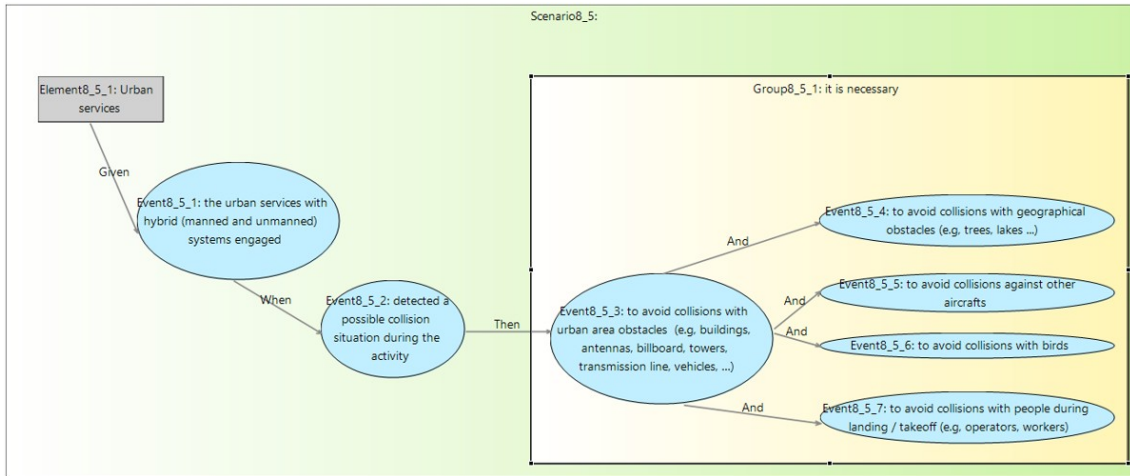 Scenario8_5:
Element8_5_1: Urban
services
Given
Event8_5_1: the urban services with
hybrid (manned and unmanned)
systems engaged
When
Event8_5_2: detected a
possible collision
situation during the
activity
Then
Group8_5_1: it is necessary
Event8_5_3: to avoid collisions with
urban area obstacles (e.g, buildings,
antennas, billboard, towers,
transmission line, vehicles, ...)
And
Event8_5_4: to avoid collisions with geographical
obstacles (e.g, trees, lakes ...)
And
Event8_5_5: to avoid collisions against other
aircrafts
And
Event8_5_6: to avoid collisions with birds
And
Event8_5_7: to avoid collisions with people during
landing / takeoff (e.g, operators, workers)